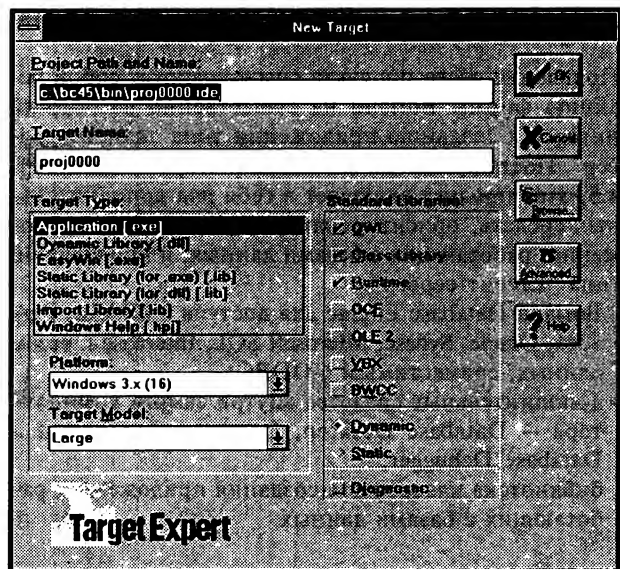 New Target
Project Path and Name:
c:\bc45\bin\proj0000.ide
Target Name:
proj0000
Target Type:
Application [.exe]
Dynamic Library [.dll]
EasyWin [.exe]
Static Library (for .exe) [.lib]
Static Library (for .dll) [.lib]
Import Library [.lib]
Windows Help [.hpj]
Platform:
Windows 3.x (16)
Target Model:
Large
Target Expert
Standard Libraries:
OWL
Class Library
Runtime
OCF
OLE 2
VBX
BWCC
Dynamic
Static
Diagnostic
OK
Cancel
Browse...
Advanced...
? Help